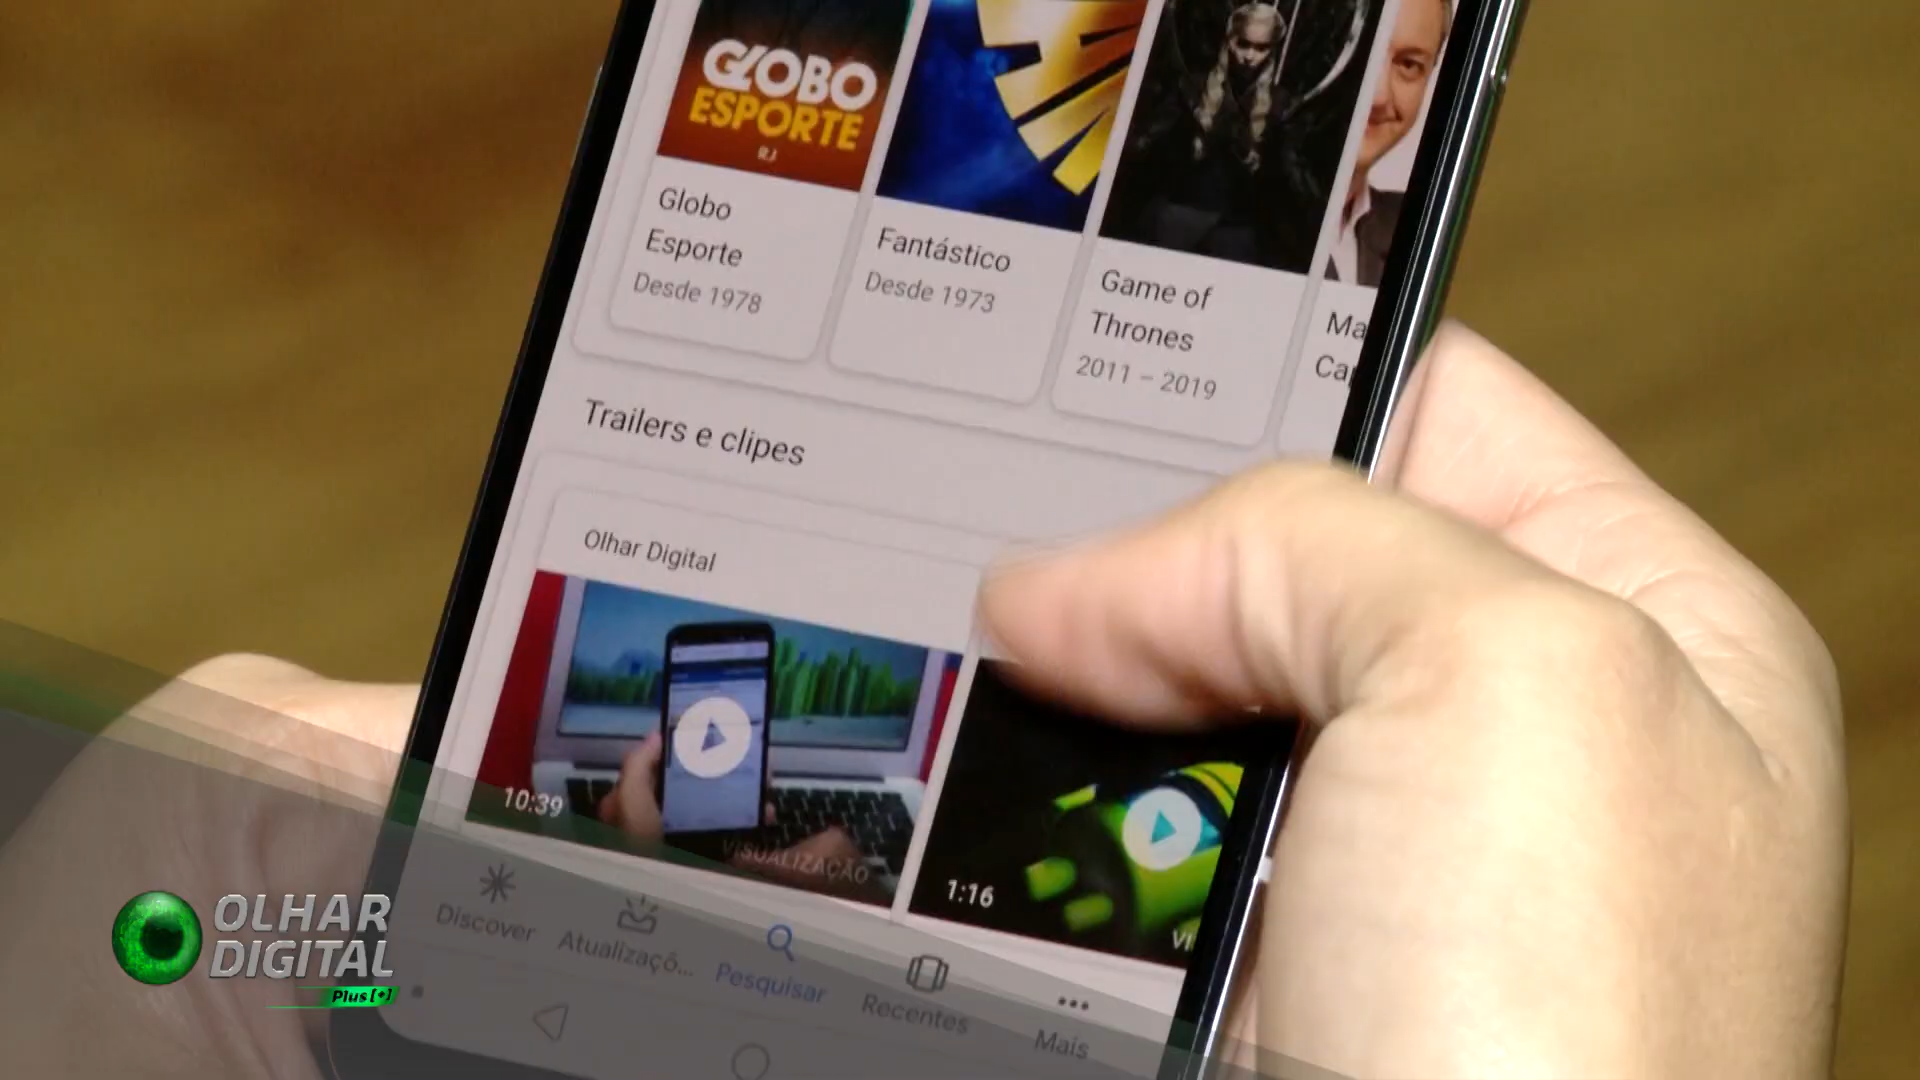 GLOBO
ESPORTE
RJ
Globo
Esporte
Desde 1978
Fantástico
Desde 1973
Game of
Thrones
2011 – 2019
Trailers e clipes
Olhar Digital
10:39
VISUALIZAÇÃO
1:16
Discover
Atualizaçõ...
Pesquisar
Recentes
Mais
OLHAR
DIGITAL
Plus [+]